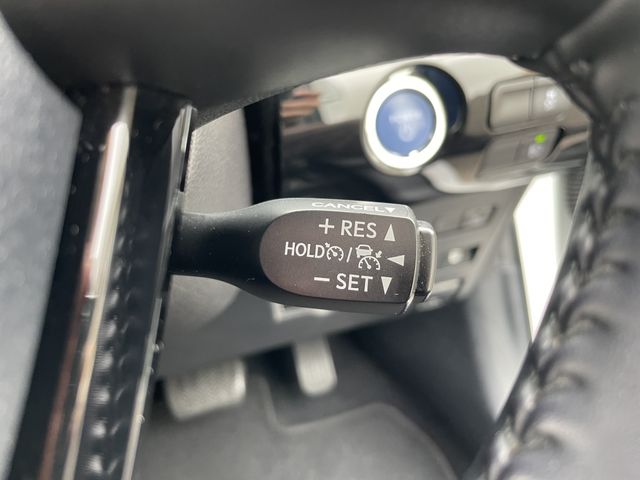 CANCEL▼
+ RES ▲
HOLD / ◀
− SET ▼